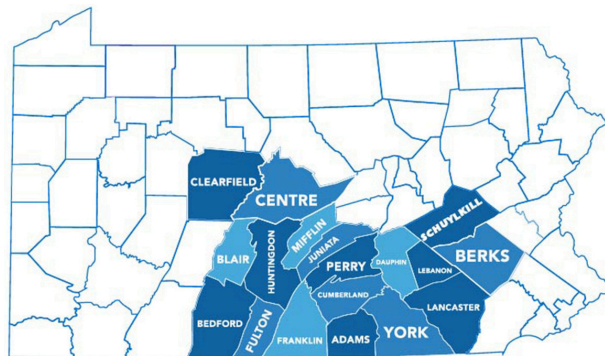 CLEARFIELD
CENTRE
SCHUYLKILL
MIFFLIN
JUNIATA
HUNTINGDON
BLAIR
PERRY
DAUPHIN
LEBANON
BERKS
CUMBERLAND
LANCASTER
BEDFORD
FULTON
FRANKLIN
ADAMS
YORK